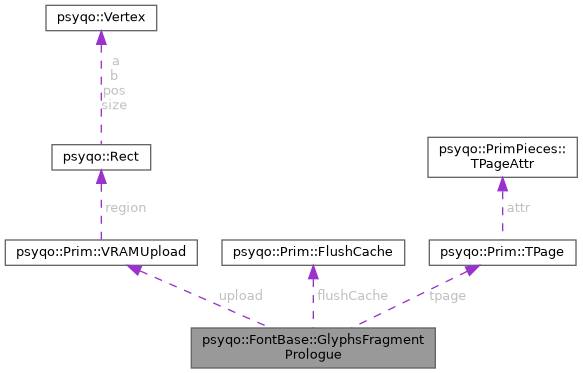 psyqo::Vertex
a
b
pos
size
psyqo::PrimPieces::
TPageAttr
psyqo::Rect
region
attr
psyqo::Prim::VRAMUpload
psyqo::Prim::FlushCache
psyqo::Prim::TPage
upload
flushCache
tpage
psyqo::FontBase::GlyphsFragment
Prologue